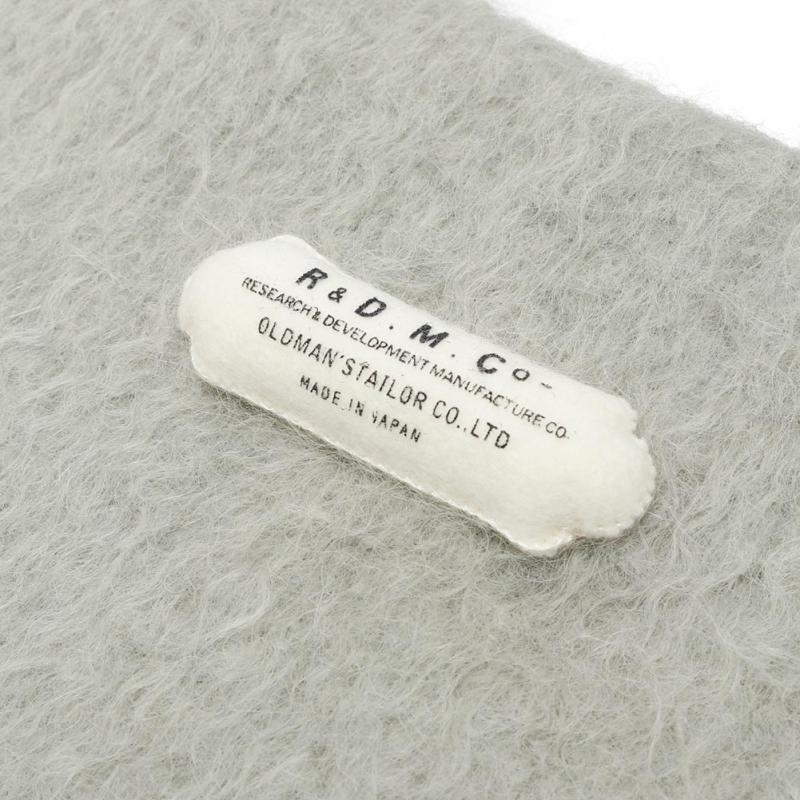 R & D. M. Co-
RESEARCH & DEVELOPMENT MANUFACTURE CO.
OLDMAN'S TAILOR CO.,LTD
MADE IN JAPAN